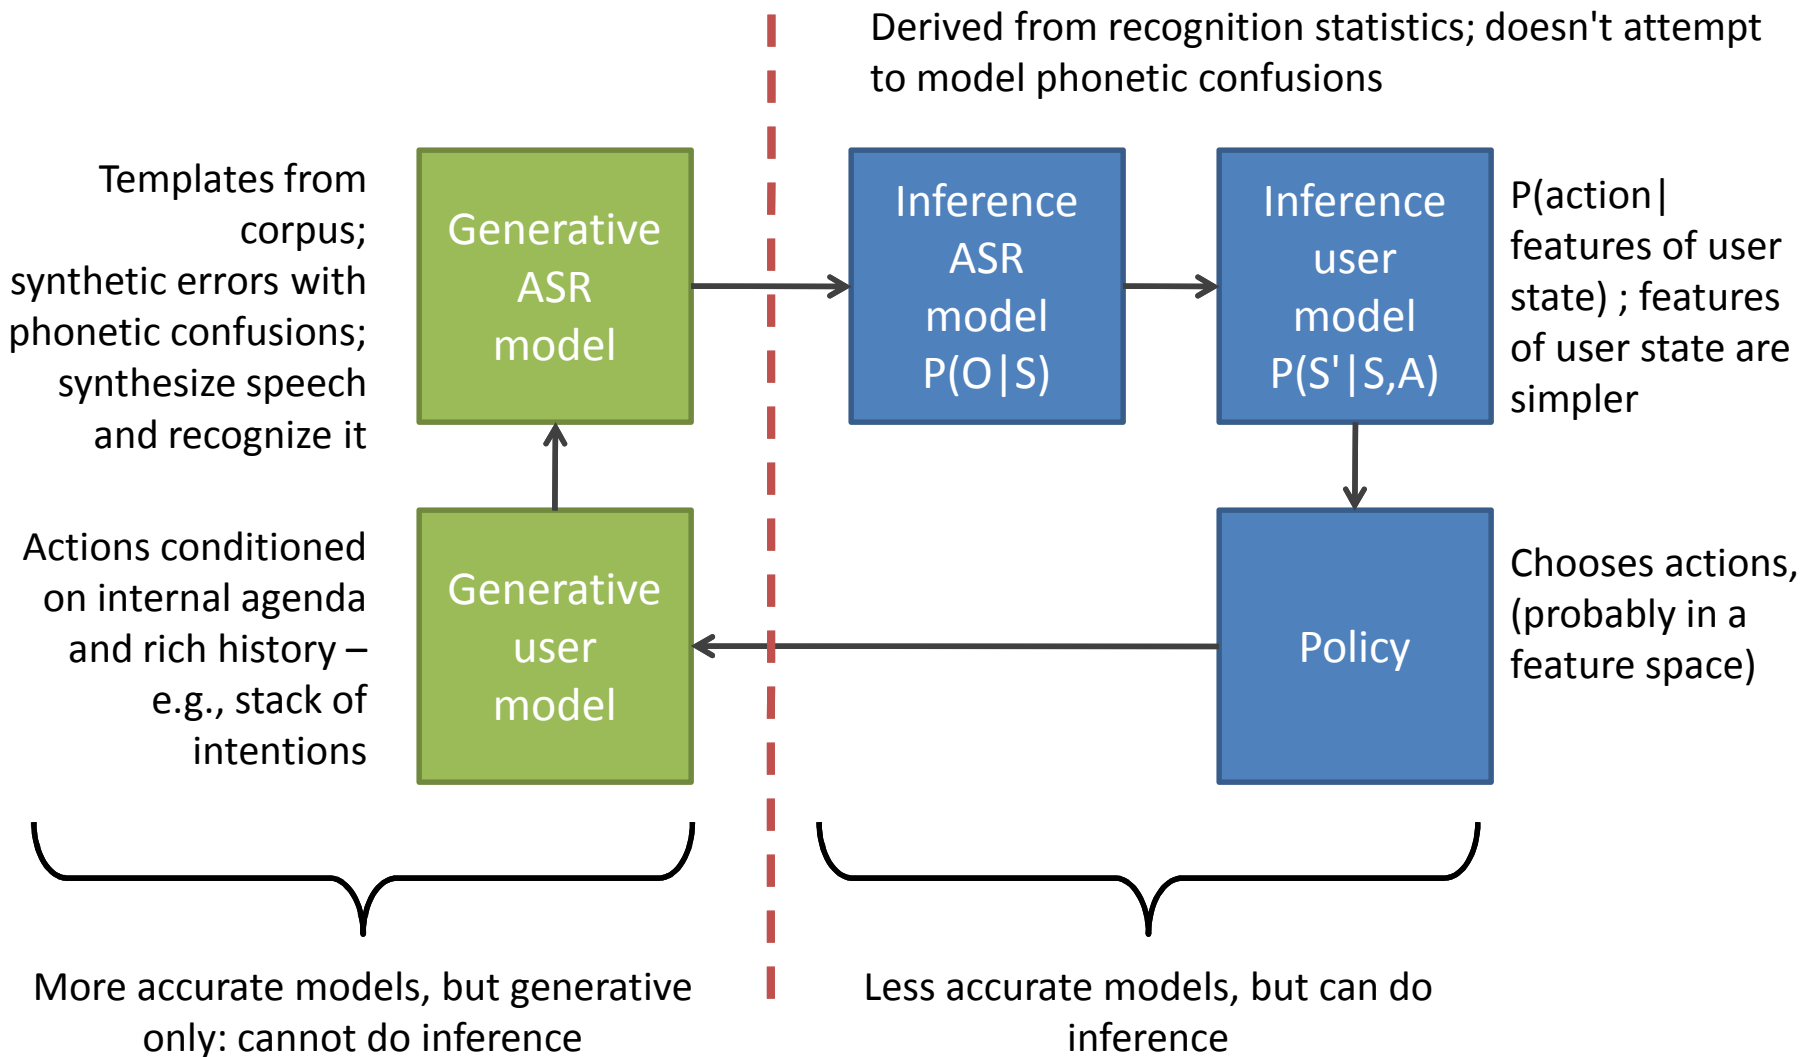 Derived from recognition statistics; doesn't attempt
to model phonetic confusions
Templates from
corpus;
synthetic errors with
phonetic confusions;
synthesize speech
and recognize it
Generative
ASR
model
Inference
ASR
model
P(O|S)
Inference
user
model
P(S'|S,A)
P(action|
features of user
state) ; features
of user state are
simpler
Actions conditioned
on internal agenda
and rich history –
e.g., stack of
intentions
Generative
user
model
Policy
Chooses actions,
(probably in a
feature space)
More accurate models, but generative
only: cannot do inference
Less accurate models, but can do
inference